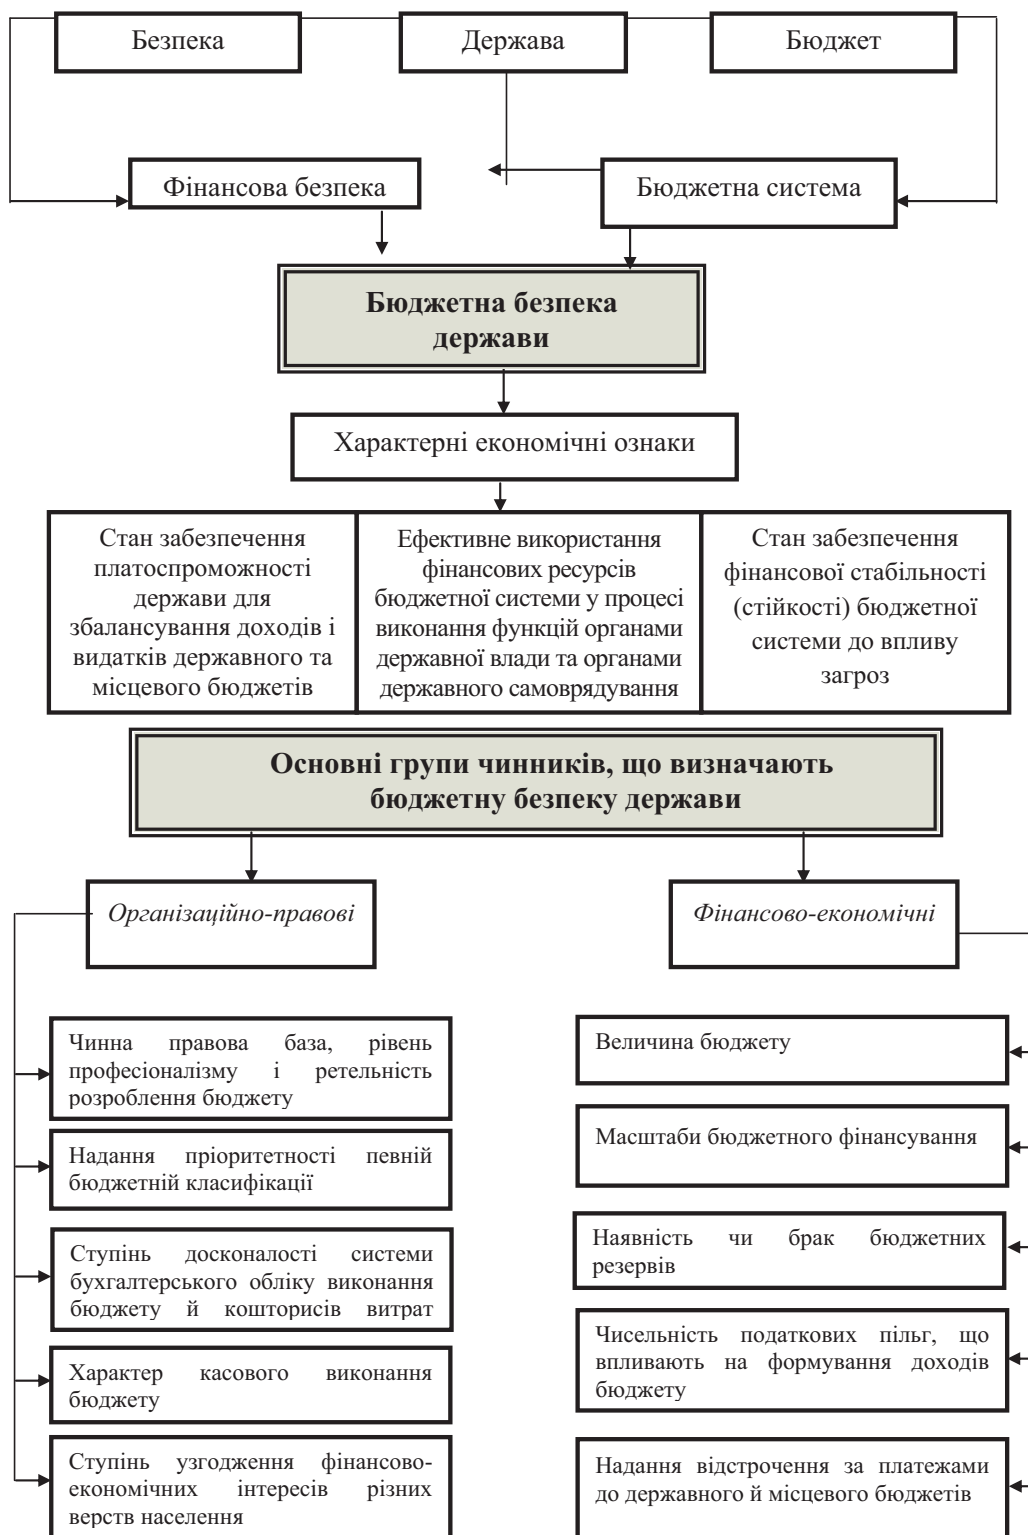 Безпека
Держава
Бюджет
Фінансова безпека
Бюджетна система
Бюджетна безпека
держави
Характерні економічні ознаки
Стан забезпечення
платоспроможності
держави для
збалансування доходів і
видатків державного та
місцевого бюджетів
Ефективне використання
фінансових ресурсів
бюджетної системи у процесі
виконання функцій органами
державної влади та органами
державного самоврядування
Стан забезпечення
фінансової стабільності
(стійкості) бюджетної
системи до впливу
загроз
Основні групи чинників, що визначають
бюджетну безпеку держави
Організаційно-правові
Фінансово-економічні
Чинна правова база, рівень
професіоналізму і ретельність
розроблення бюджету
Надання пріоритетності певній
бюджетній класифікації
Ступінь досконалості системи
бухгалтерського обліку виконання
бюджету й кошторисів витрат
Характер касового виконання
бюджету
Ступінь узгодження фінансово-
економічних інтересів різних
верств населення
Величина бюджету
Масштаби бюджетного фінансування
Наявність чи брак бюджетних
резервів
Чисельність податкових пільг, що
впливають на формування доходів
бюджету
Надання відстрочення за платежами
до державного й місцевого бюджетів